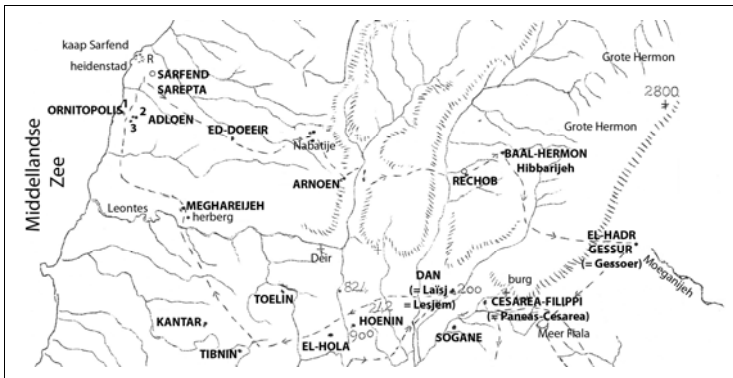 kaap Sarfend
heidenstad
R
SARFEND
SAREPTA
Grote Hermon
2800
ORNITOPOLIS
1
2
3
ADLOEN
ED-DOEEIR
Nabatije
Grote Hermon
Middellandse
Zee
ARNOEN
RECHOB
BAAL-HERMON
Hibbarijeh
Leontes
MEGHAREIJEH
herberg
EL-HADR
GESSUR
(= Gessoer)
Moeganijeh
Deir
DAN
(= Laïsj
= Lesjem)
200
burg
CESAREA-FILIPPI
(= Paneas-Cesarea)
Meer Fiala
TOELIN
824
242
KANTAR
HOENIN
900
SOGANE
TIBNIN
EL-HOLA